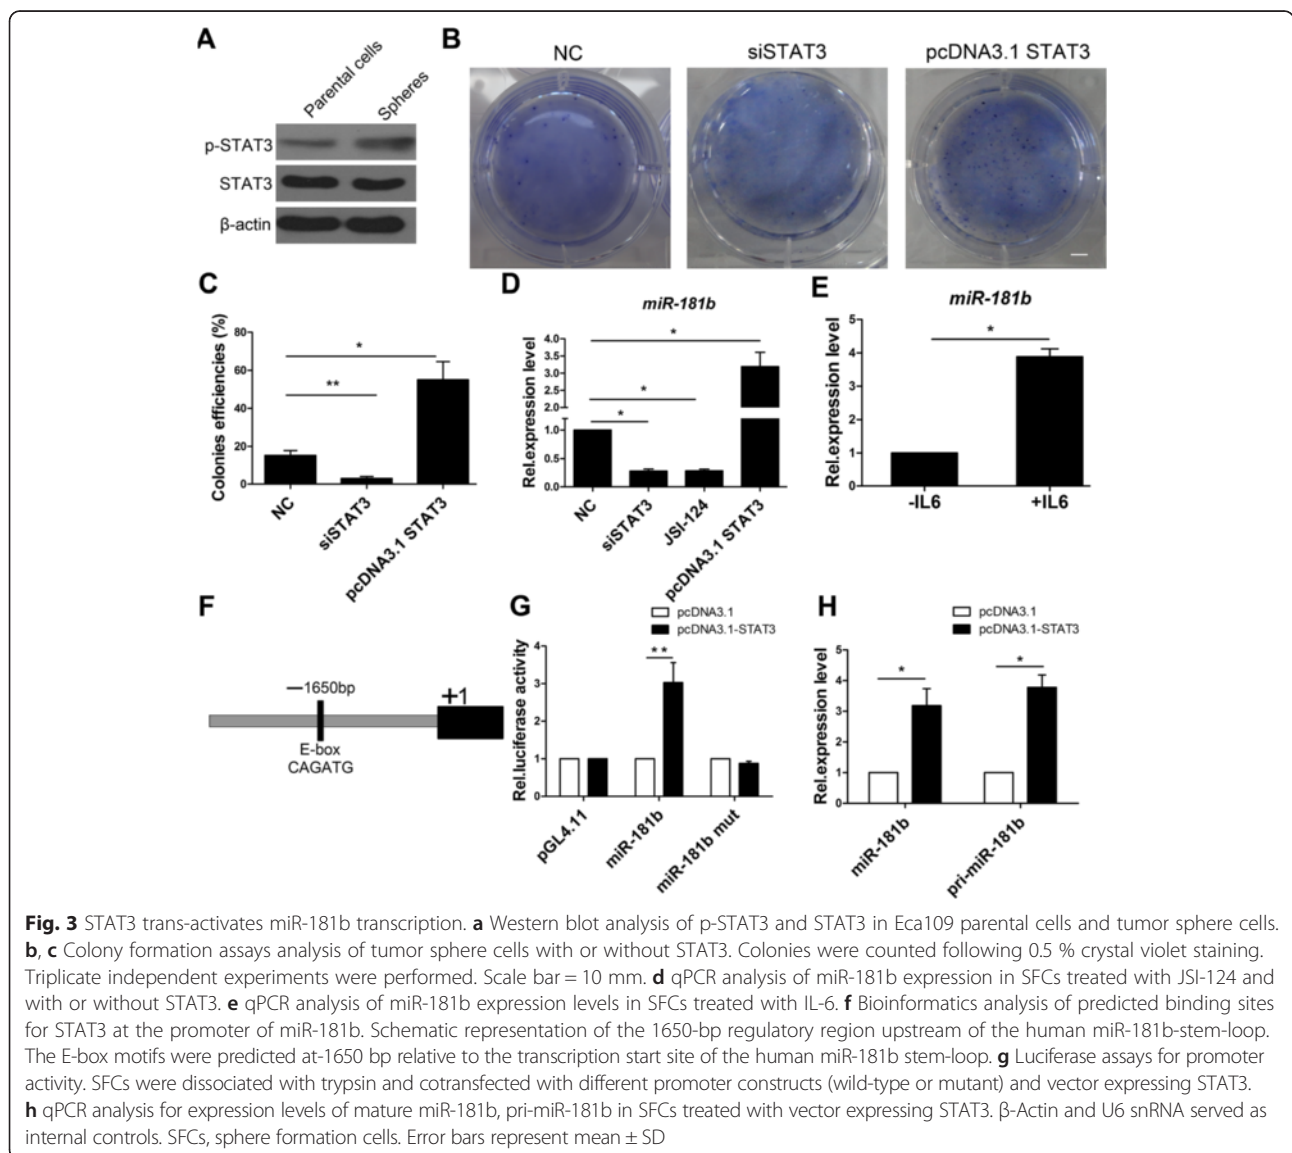 A
Parental cells
Spheres
p-STAT3
STAT3
β-actin
B
NC
siSTAT3
pcDNA3.1 STAT3
C
Colonies efficiencies (%)
80
60
40
20
0
*
**
NC
siSTAT3
pcDNA3.1 STAT3
D
miR-181b
Rel.expression level
4.0
3.5
3.0
2.5
2.0
1.0
0.5
0.0
*
*
*
NC
siSTAT3
JSI-124
pcDNA3.1 STAT3
E
miR-181b
Rel.expression level
5
4
3
2
1
0
*
-IL6
+IL6
F
—1650bp
+1
E-box
CAGATG
G
pcDNA3.1
pcDNA3.1-STAT3
Rel.luciferase activity
4
3
2
1
0
**
pGL4.11
miR-181b
miR-181b mut
H
pcDNA3.1
pcDNA3.1-STAT3
Rel.expression level
5
4
3
2
1
0
*
*
miR-181b
pri-miR-181b
Fig. 3 STAT3 trans-activates miR-181b transcription. a Western blot analysis of p-STAT3 and STAT3 in Eca109 parental cells and tumor sphere cells.
b, c Colony formation assays analysis of tumor sphere cells with or without STAT3. Colonies were counted following 0.5 % crystal violet staining.
Triplicate independent experiments were performed. Scale bar = 10 mm. d qPCR analysis of miR-181b expression in SFCs treated with JSI-124 and
with or without STAT3. e qPCR analysis of miR-181b expression levels in SFCs treated with IL-6. f Bioinformatics analysis of predicted binding sites
for STAT3 at the promoter of miR-181b. Schematic representation of the 1650-bp regulatory region upstream of the human miR-181b-stem-loop.
The E-box motifs were predicted at-1650 bp relative to the transcription start site of the human miR-181b stem-loop. g Luciferase assays for promoter
activity. SFCs were dissociated with trypsin and cotransfected with different promoter constructs (wild-type or mutant) and vector expressing STAT3.
h qPCR analysis for expression levels of mature miR-181b, pri-miR-181b in SFCs treated with vector expressing STAT3. β-Actin and U6 snRNA served as
internal controls. SFCs, sphere formation cells. Error bars represent mean ± SD